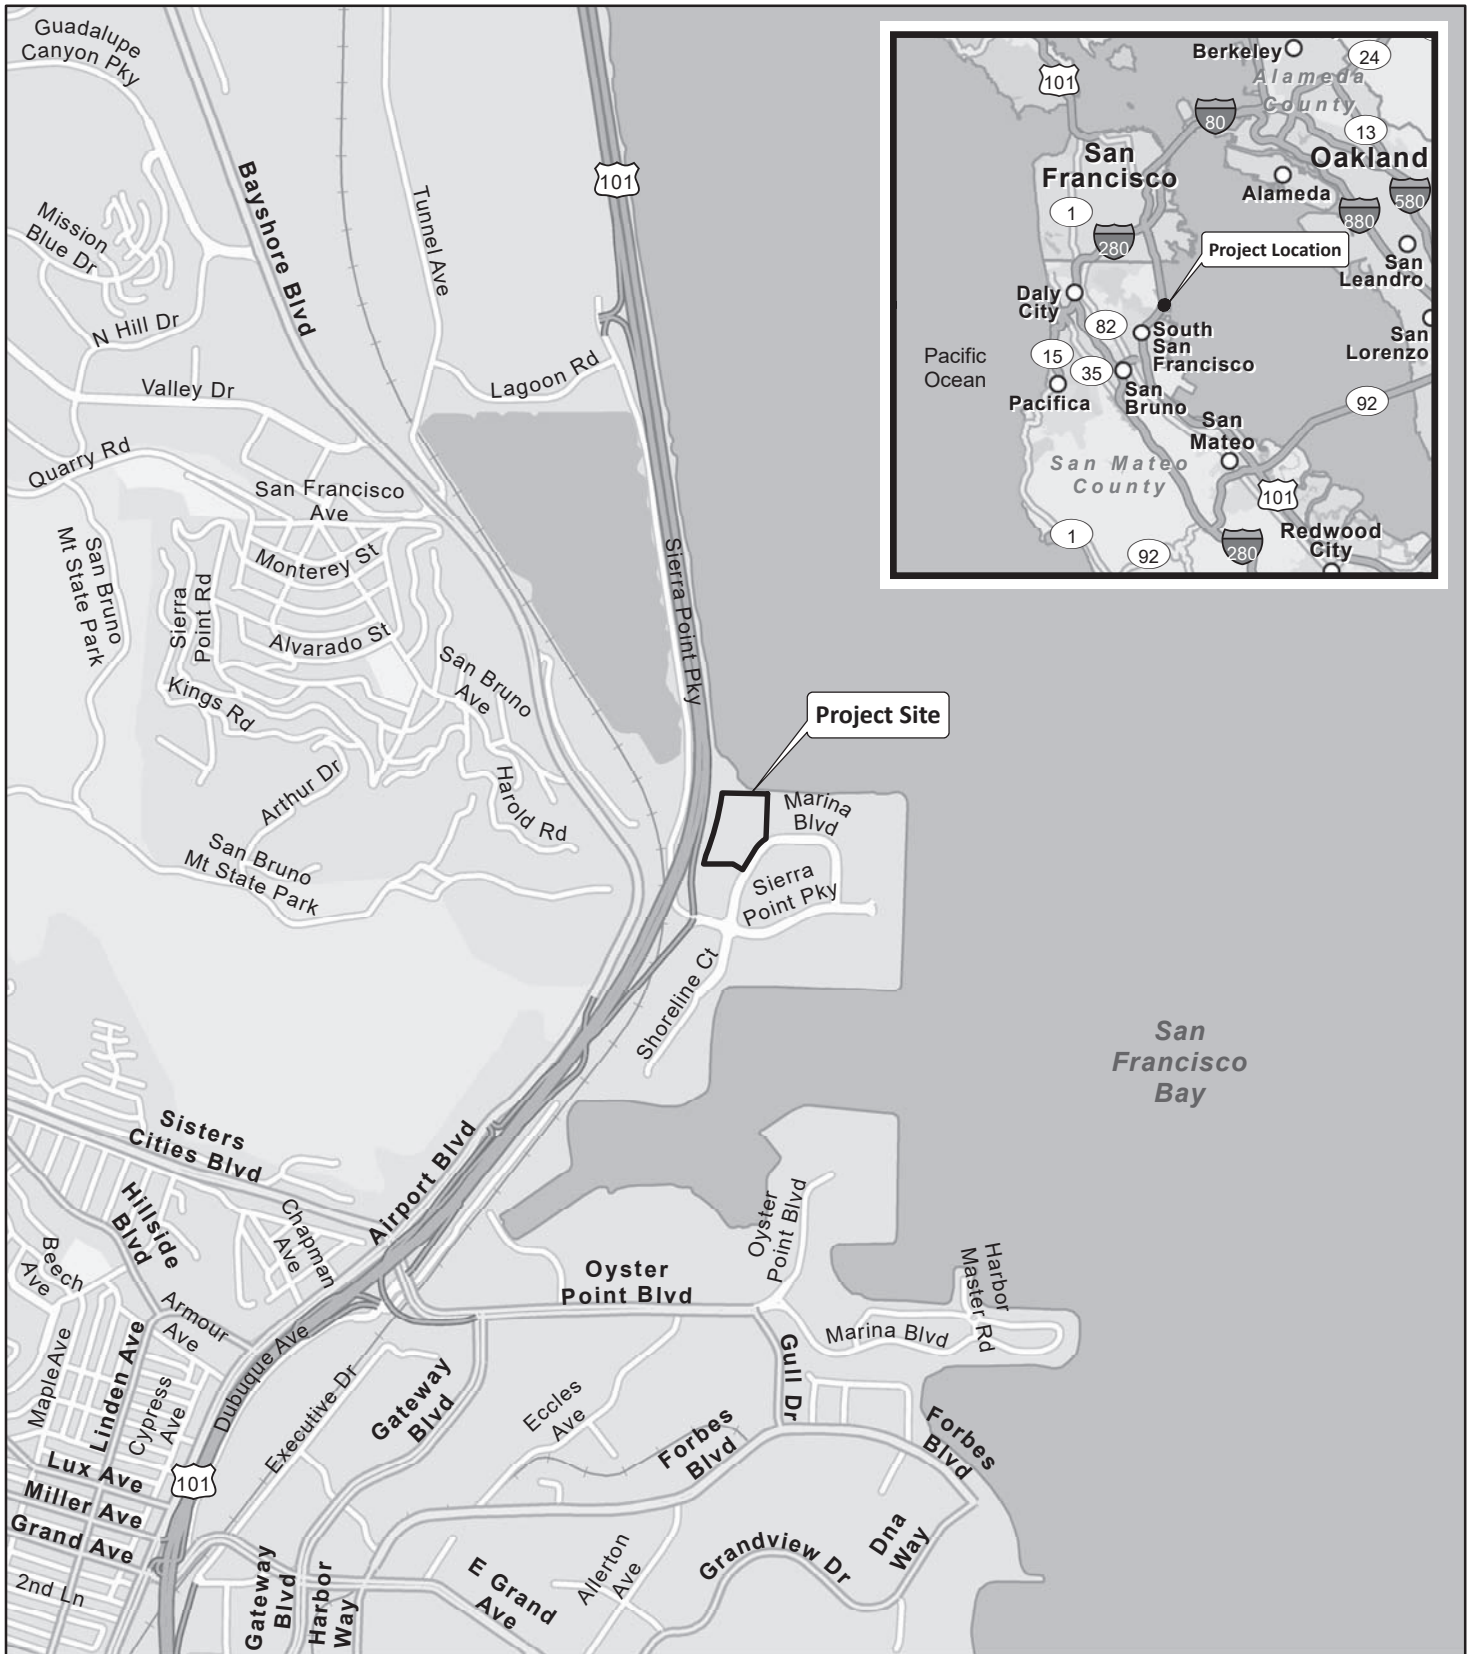 Guadalupe
Canyon Pky
Bayshore Blvd
Tunnel Ave
101
Mission
Blue Dr
N Hill Dr
Valley Dr
Lagoon Rd
Quarry Rd
San Francisco
Ave
San Bruno
Mt State Park
Monterey St
Sierra
Point Rd
Alvarado St
Sierra Point Pky
San Bruno
Ave
Kings Rd
Arthur Dr
Harold Rd
San Bruno
Mt State Park
Project Site
Marina
Blvd
Sierra
Point Pky
Shoreline Ct
San
Francisco
Bay
Sisters
Cities Blvd
Airport Blvd
Hillside
Blvd
Chapman
Ave
Beech
Ave
Armour
Ave
Oyster
Point Blvd
Oyster
Point Blvd
Harbor
Master Rd
Marina Blvd
Gull Dr
Maple Ave
Linden Ave
Cypress
Ave
Dubuque Ave
Executive Dr
Gateway
Blvd
Eccles
Ave
Forbes
Blvd
Forbes
Blvd
Lux Ave
Miller Ave
Grand Ave
2nd Ln
101
Gateway
Blvd
Harbor
Way
E Grand
Ave
Allerton
Ave
Grandview Dr
Dna
Way
Berkeley
24
Alameda
County
101
80
13
San
Francisco
Oakland
Alameda
580
1
880
280
Project Location
San
Leandro
Daly
City
82
South
San
Francisco
San
Lorenzo
15
35
Pacific
Ocean
Pacifica
San
Bruno
92
San
Mateo
San Mateo
County
101
1
92
280
Redwood
City